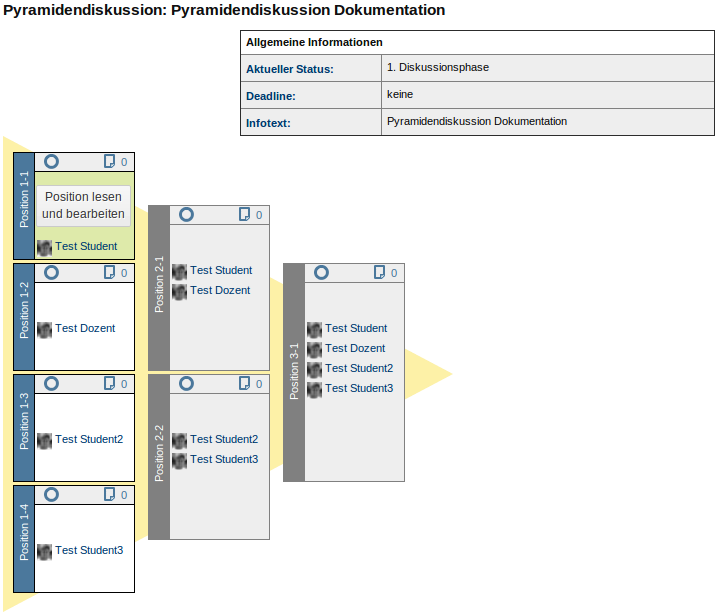 Pyramidendiskussion: Pyramidendiskussion Dokumentation
Allgemeine Informationen
Aktueller Status: 1. Diskussionsphase
Deadline: keine
Infotext: Pyramidendiskussion Dokumentation
Position 1-1
0
Position lesen
und bearbeiten
Test Student
Position 1-2
0
Test Dozent
Position 1-3
0
Test Student2
Position 1-4
0
Test Student3
Position 2-1
0
Test Student
Test Dozent
Position 2-2
0
Test Student2
Test Student3
Position 3-1
0
Test Student
Test Dozent
Test Student2
Test Student3